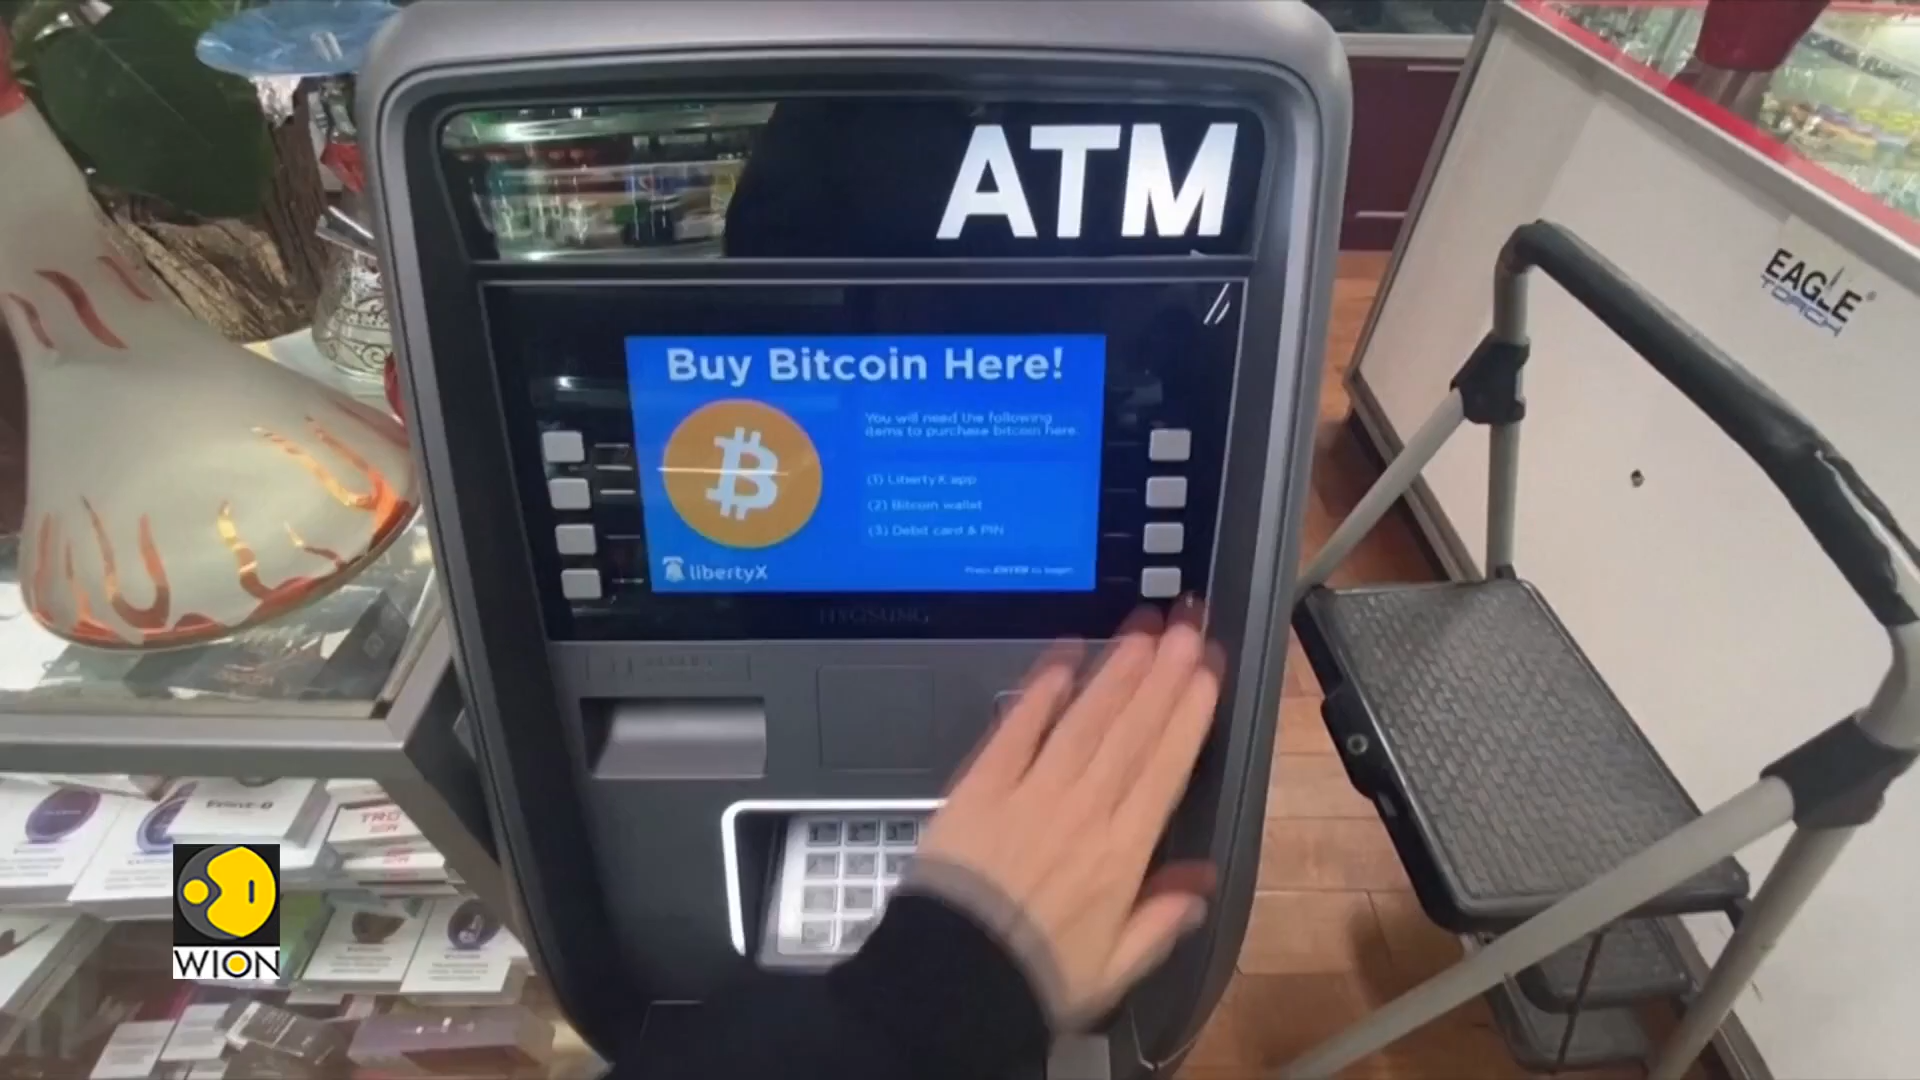 ATM
Buy Bitcoin Here!
You will need the following
items to purchase bitcoin here.
(1) LibertyX app
(2) Bitcoin wallet
(3) Debit card & PIN
libertyX
Press ENTER to begin
HYOSUNG
EAGLE
TORCH
WION